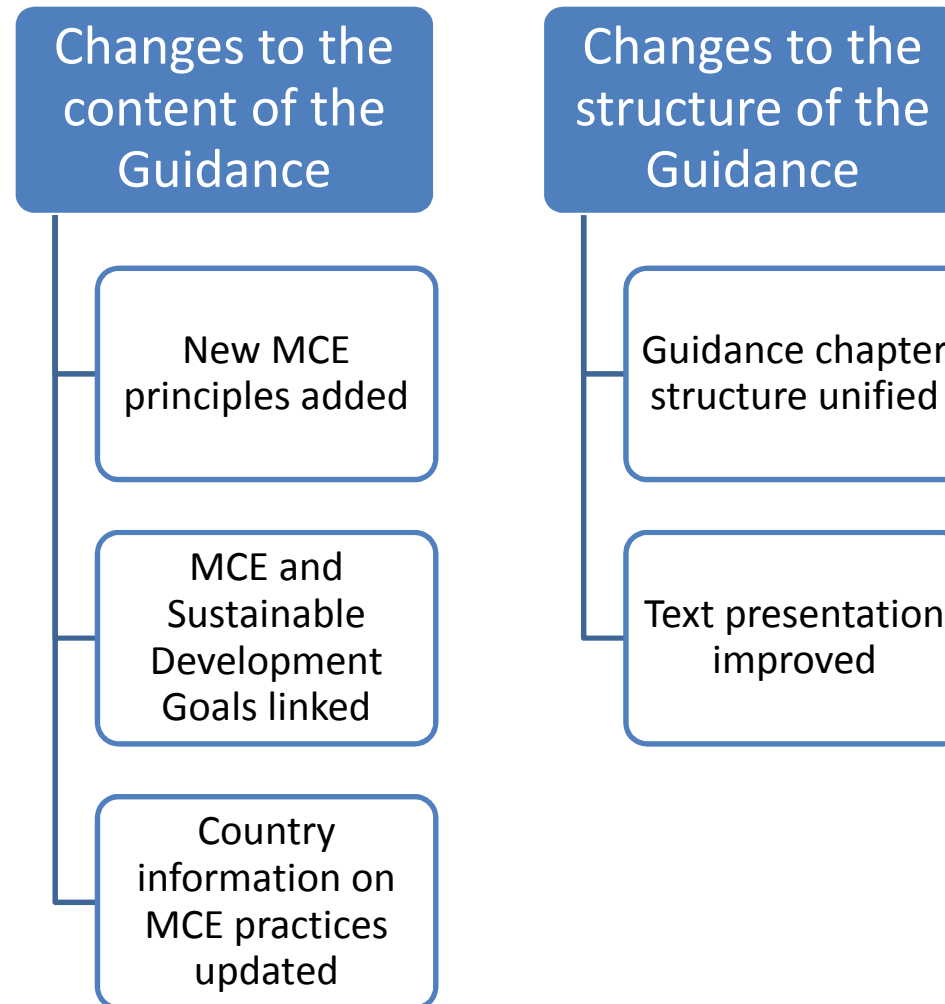 Changes to the
content of the
Guidance
New MCE
principles added
MCE and
Sustainable
Development
Goals linked
Country
information on
MCE practices
updated
Changes to the
structure of the
Guidance
Guidance chapter
structure unified
Text presentation
improved